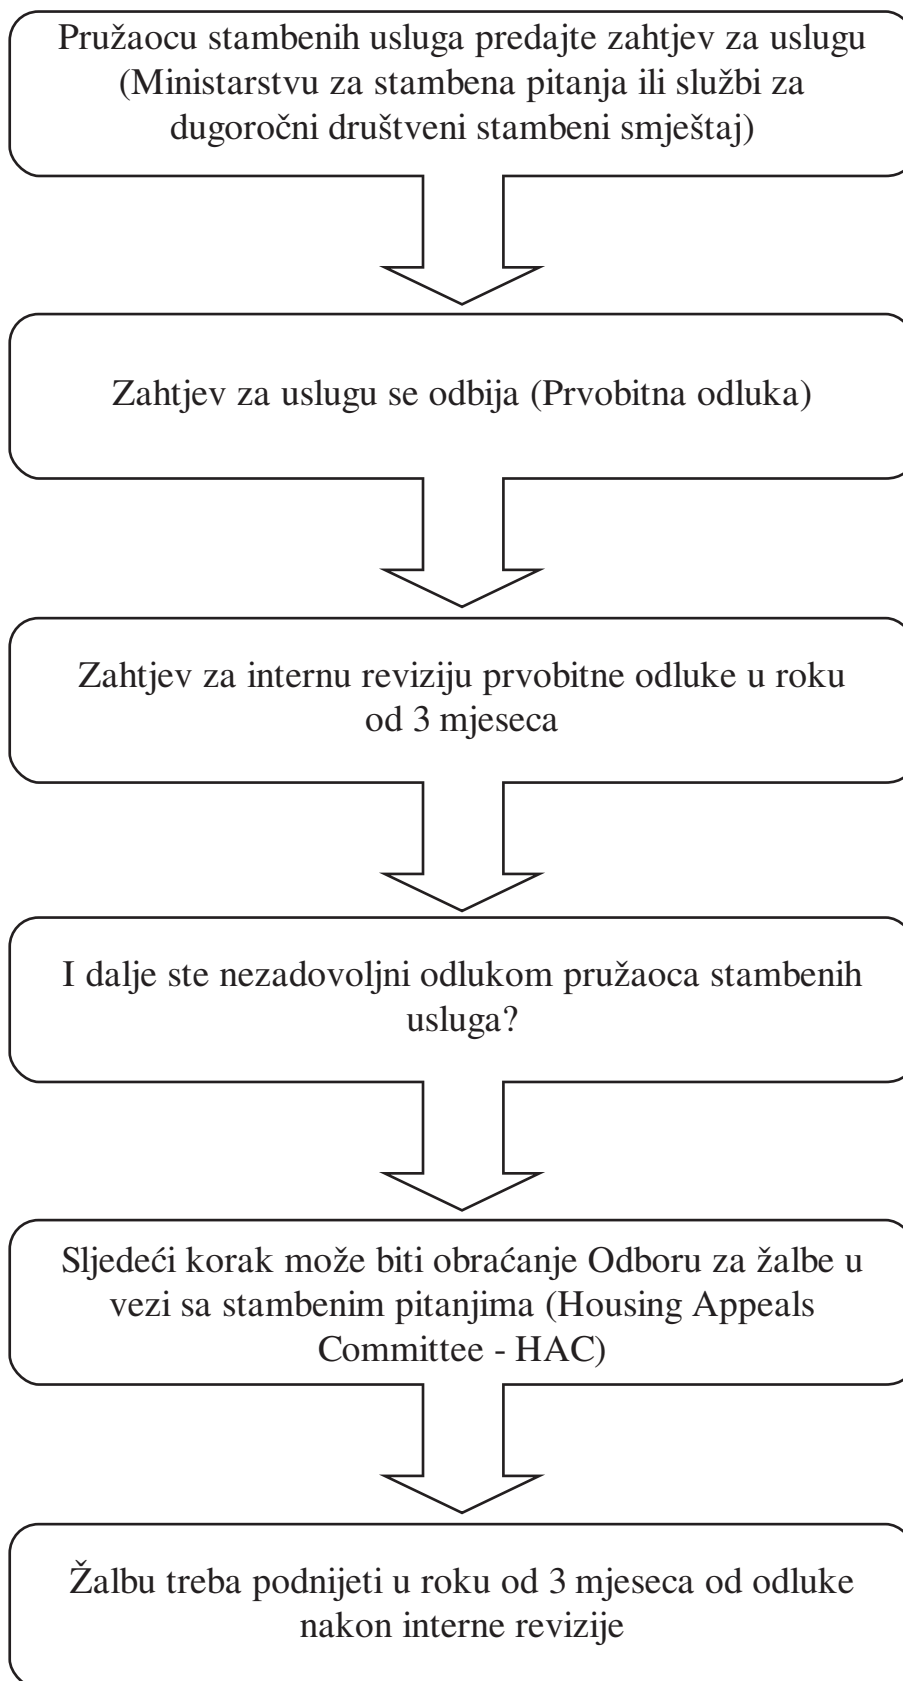 Pružaocu stambenih usluga predajte zahtjev za uslugu
(Ministarstvu za stambena pitanja ili službi za
dugoročni društveni stambeni smještaj)
Zahtjev za uslugu se odbija (Prvobitna odluka)
Zahtjev za internu reviziju prvobitne odluke u roku
od 3 mjeseca
I dalje ste nezadovoljni odlukom pružaoca stambenih
usluga?
Sljedeći korak može biti obraćanje Odboru za žalbe u
vezi sa stambenim pitanjima (Housing Appeals
Committee - HAC)
Žalbu treba podnijeti u roku od 3 mjeseca od odluke
nakon interne revizije